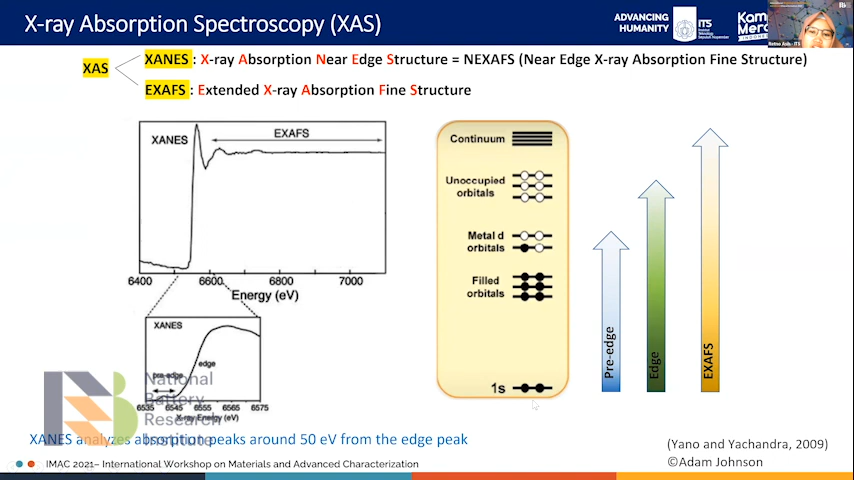 X-ray Absorption Spectroscopy (XAS)
ADVANCING
HUMANITY
ITS
XAS
XANES : X-ray Absorption Near Edge Structure = NEXAFS (Near Edge X-ray Absorption Fine Structure)
EXAFS : Extended X-ray Absorption Fine Structure
XANES
EXAFS
6400
6600
6800
7000
Energy (eV)
XANES
edge
pre-edge
6535
6545
6555
6565
6575
X-ray Energy (eV)
Continuum
Unoccupied
orbitals
Metal d
orbitals
Filled
orbitals
1s
Pre-edge
Edge
EXAFS
National
Battery
Research
Institute
XANES analyzes absorption peaks around 50 eV from the edge peak
(Yano and Yachandra, 2009)
©Adam Johnson
IMAC 2021– International Workshop on Materials and Advanced Characterization